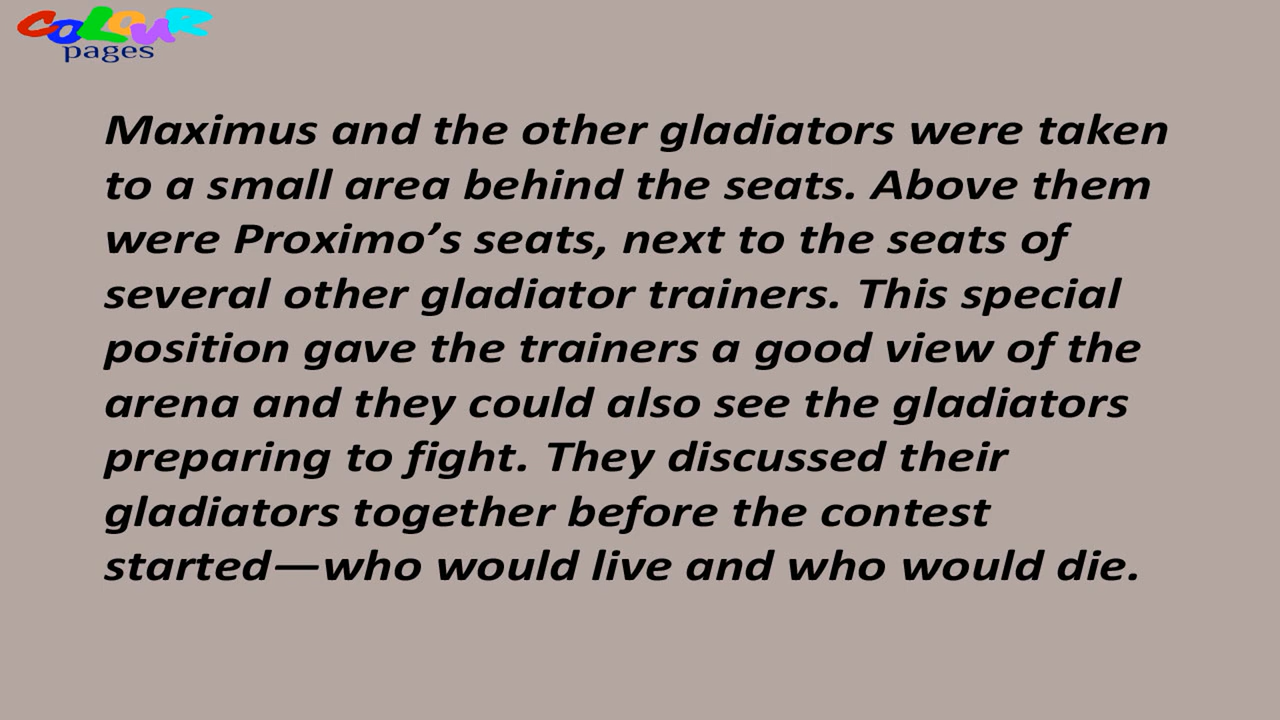 COLOUR
pages
Maximus and the other gladiators were taken
to a small area behind the seats. Above them
were Proximo’s seats, next to the seats of
several other gladiator trainers. This special
position gave the trainers a good view of the
arena and they could also see the gladiators
preparing to fight. They discussed their
gladiators together before the contest
started—who would live and who would die.